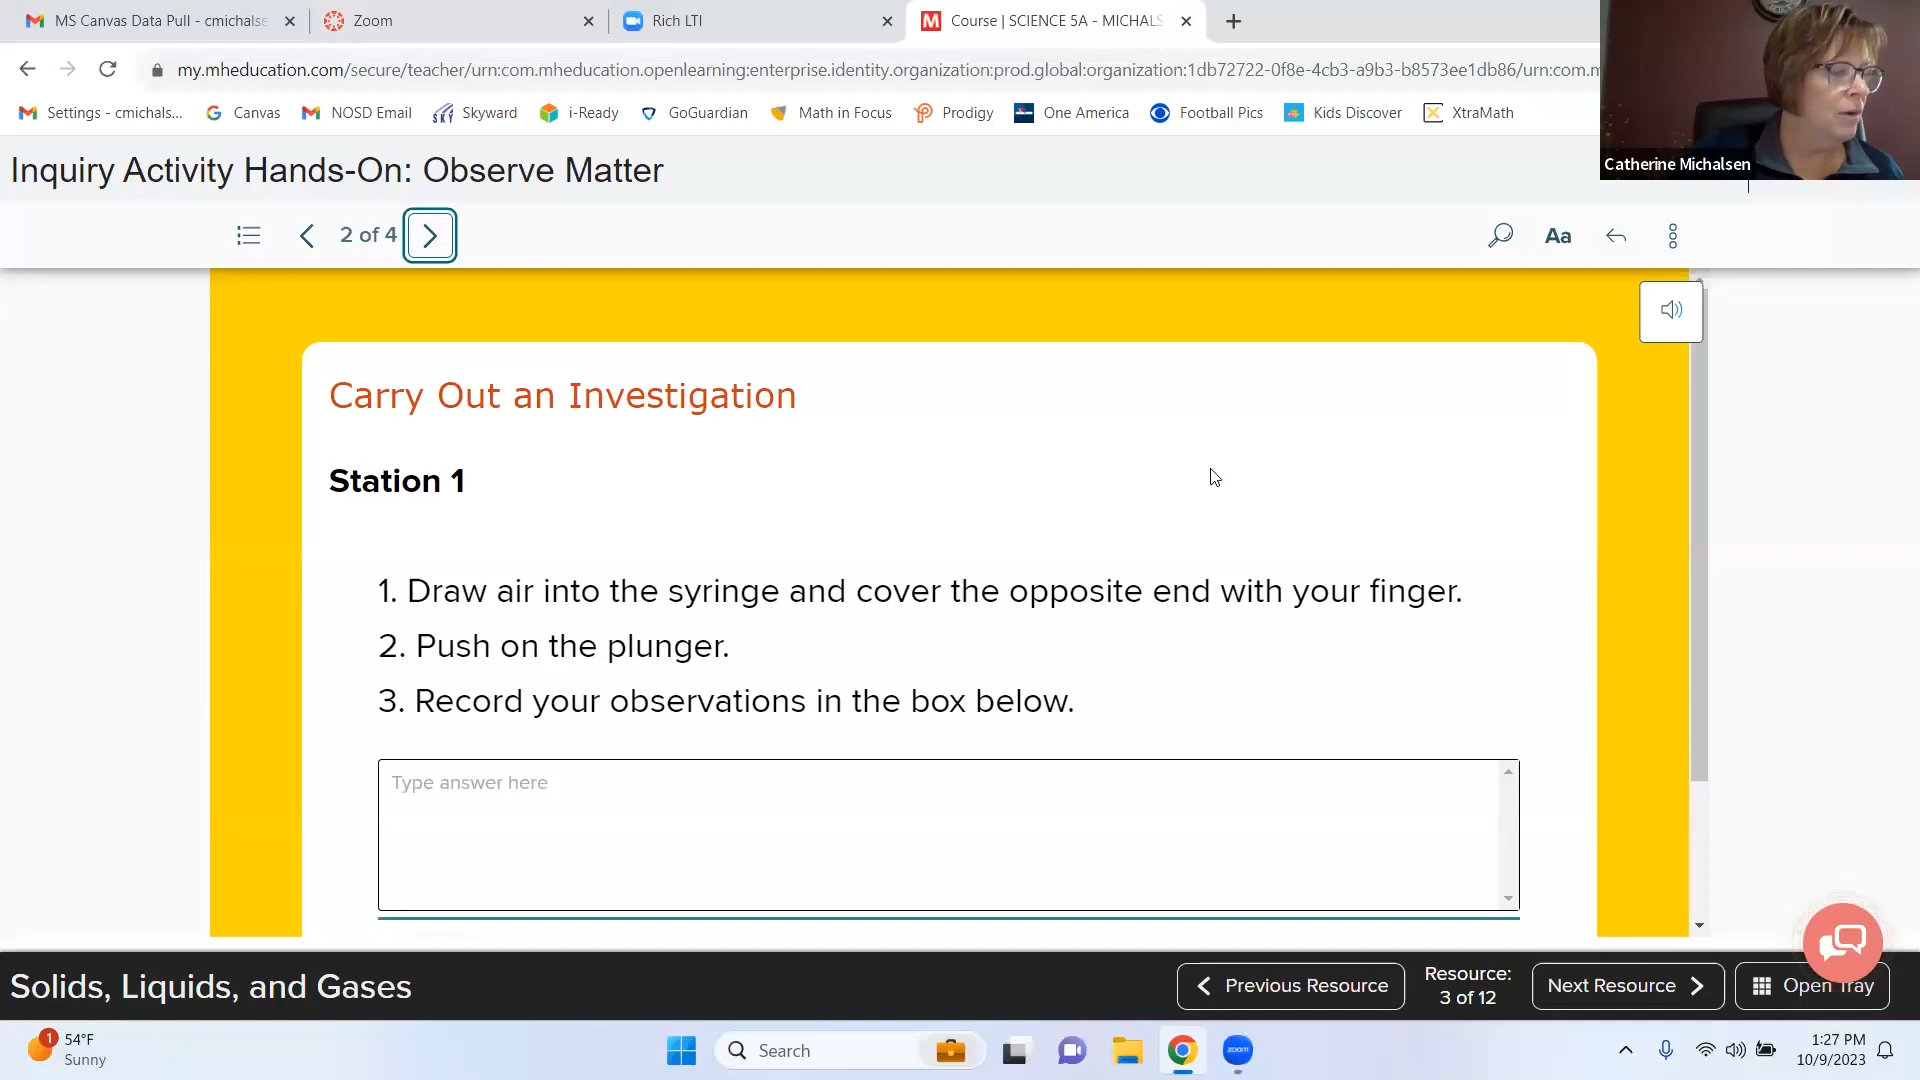 MS Canvas Data Pull - cmichalse
Zoom
Rich LTI
Course | SCIENCE 5A - MICHALS
my.mheducation.com/secure/teacher/urn:com.mheducation.openlearning:enterprise.identity.organization:prod.global:organization:1db72722-0f8e-4cb3-a9b3-b8573ee1db86/urn:com.m
Settings - cmichals...
Canvas
NOSD Email
Skyward
i-Ready
GoGuardian
Math in Focus
Prodigy
One America
Football Pics
Kids Discover
XtraMath
Catherine Michalsen
Inquiry Activity Hands-On: Observe Matter
2 of 4
Aa
Carry Out an Investigation
Station 1
1. Draw air into the syringe and cover the opposite end with your finger.
2. Push on the plunger.
3. Record your observations in the box below.
Type answer here
Solids, Liquids, and Gases
Previous Resource
Resource:
3 of 12
Next Resource
Open Tray
1
54°F
Sunny
Search
zoom
1:27 PM
10/9/2023